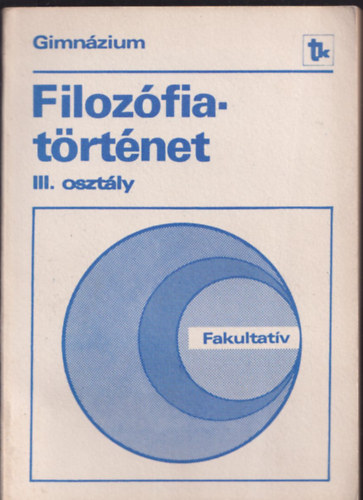 Gimnázium
tk
Filozófia-
történet
III. osztály
Fakultatív